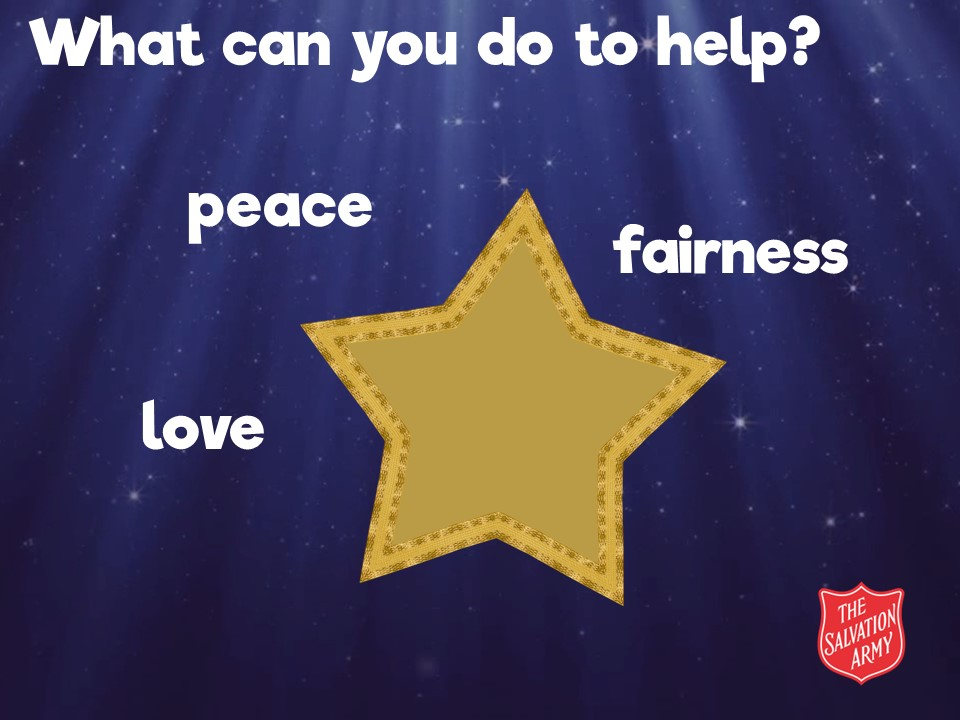 What can you do to help?
peace
fairness
love
THE
SALVATION
ARMY